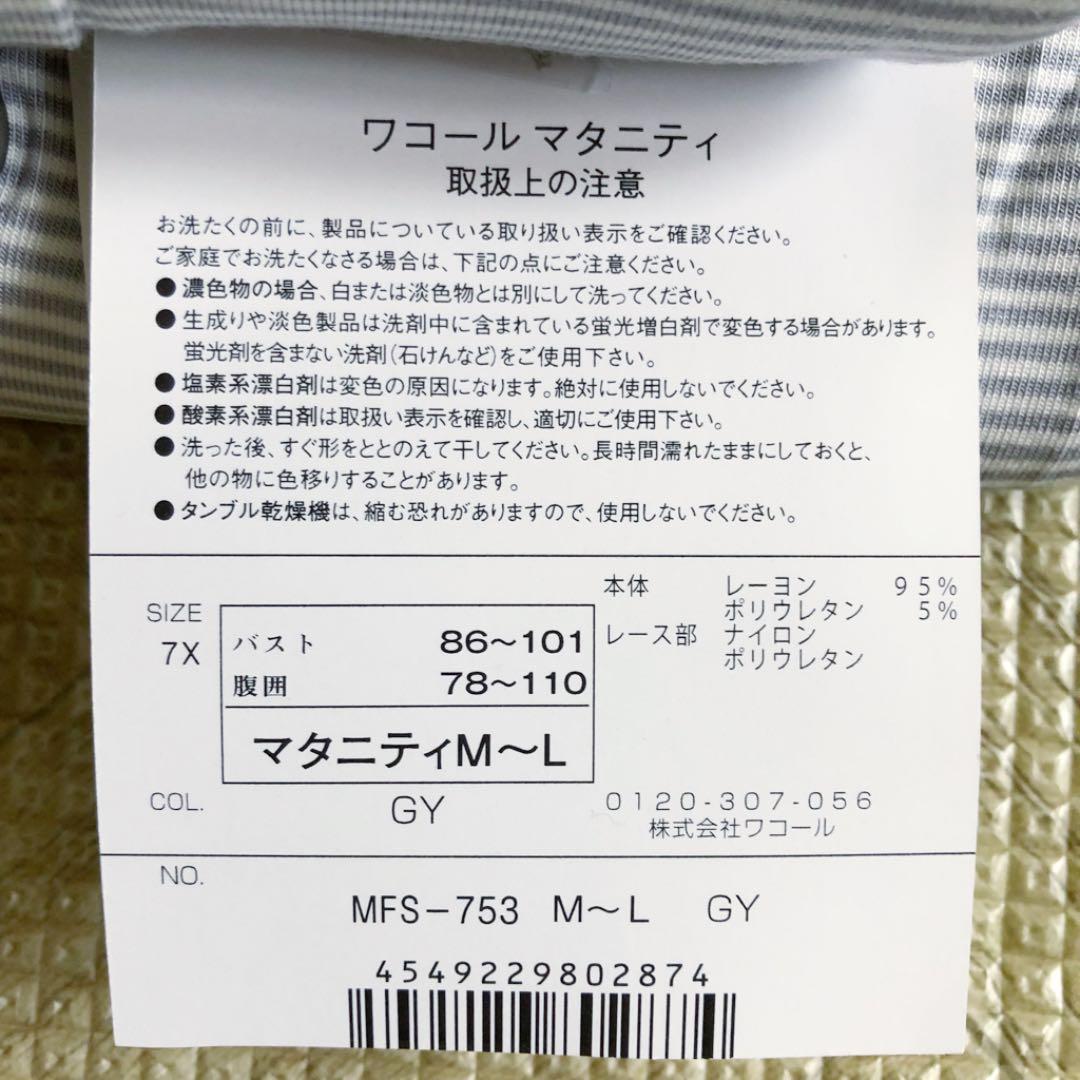 ワコール マタニティ
取扱上の注意
お洗たくの前に、製品についている取り扱い表示をご確認ください。
ご家庭でお洗たくなさる場合は、下記の点にご注意ください。
●濃色物の場合、白または淡色物とは別にして洗ってください。
●生成りや淡色製品は洗剤中に含まれている蛍光増白剤で変色する場合があります。
蛍光剤を含まない洗剤(石けんなど)をご使用下さい。
●塩素系漂白剤は変色の原因になります。絶対に使用しないでください。
●酸素系漂白剤は取扱い表示を確認し、適切にご使用下さい。
●洗った後、すぐ形をととのえて干してください。長時間濡れたままにしておくと、
他の物に色移りすることがあります。
●タンブル乾燥機は、縮む恐れがありますので、使用しないでください。
SIZE
7X
バスト 86〜101
腹囲 78〜110
マタニティM〜L
本体 レーヨン 95%
ポリウレタン 5%
レース部 ナイロン
ポリウレタン
COL. GY
0120-307-056
株式会社ワコール
NO.
MFS-753 M〜L GY
4549229802874